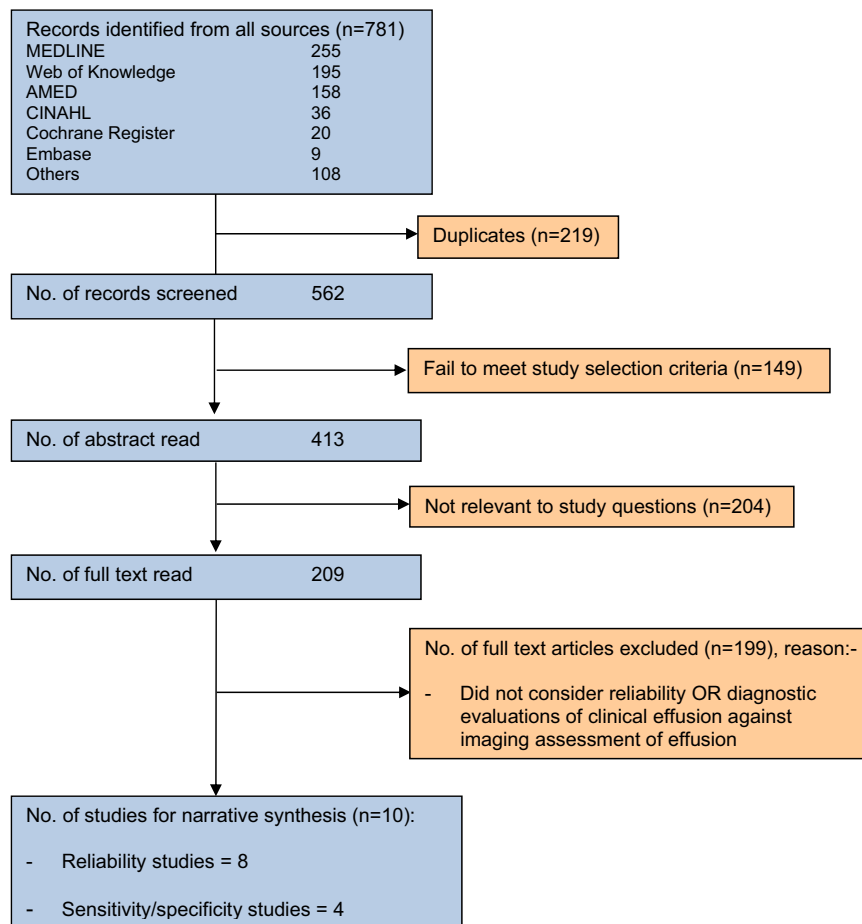 Records identified from all sources (n=781)
MEDLINE 255
Web of Knowledge 195
AMED 158
CINAHL 36
Cochrane Register 20
Embase 9
Others 108
Duplicates (n=219)
No. of records screened 562
Fail to meet study selection criteria (n=149)
No. of abstract read 413
Not relevant to study questions (n=204)
No. of full text read 209
No. of full text articles excluded (n=199), reason:-
- Did not consider reliability OR diagnostic
evaluations of clinical effusion against
imaging assessment of effusion
No. of studies for narrative synthesis (n=10):
- Reliability studies = 8
- Sensitivity/specificity studies = 4